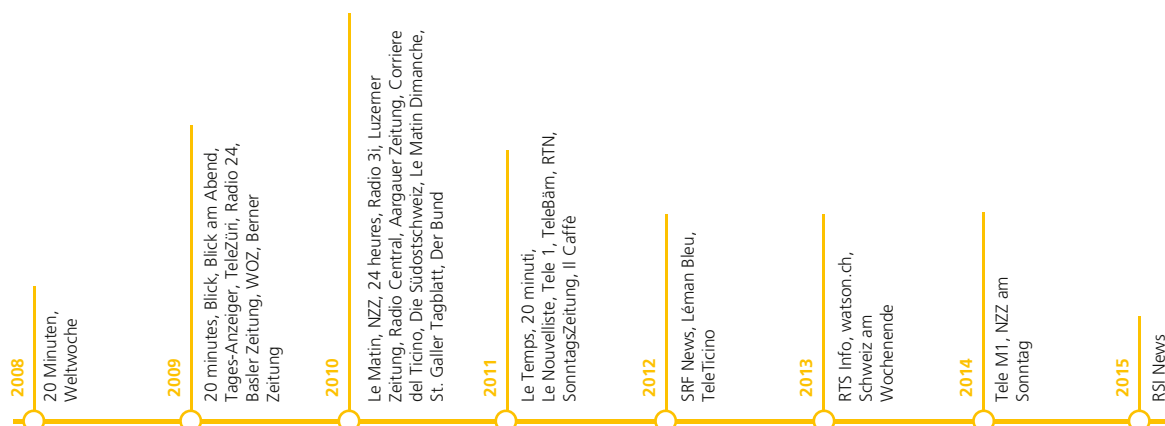 2008
20 Minuten,
Weltwoche
2009
20 minutes, Blick, Blick am Abend,
Tages-Anzeiger, TeleZüri, Radio 24,
Basler Zeitung, WOZ, Berner
Zeitung
2010
Le Matin, NZZ, 24 heures, Radio 3i, Luzerner
Zeitung, Radio Central, Aargauer Zeitung, Corriere
del Ticino, Die Südostschweiz, Le Matin Dimanche,
St. Galler Tagblatt, Der Bund
2011
Le Temps, 20 minuti,
Le Nouvelliste, Tele 1, TeleBärn, RTN,
SonntagsZeitung, Il Caffè
2012
SRF News, Léman Bleu,
TeleTicino
2013
RTS Info, watson.ch,
Schweiz am
Wochenende
2014
Tele M1, NZZ am
Sonntag
2015
RSI News